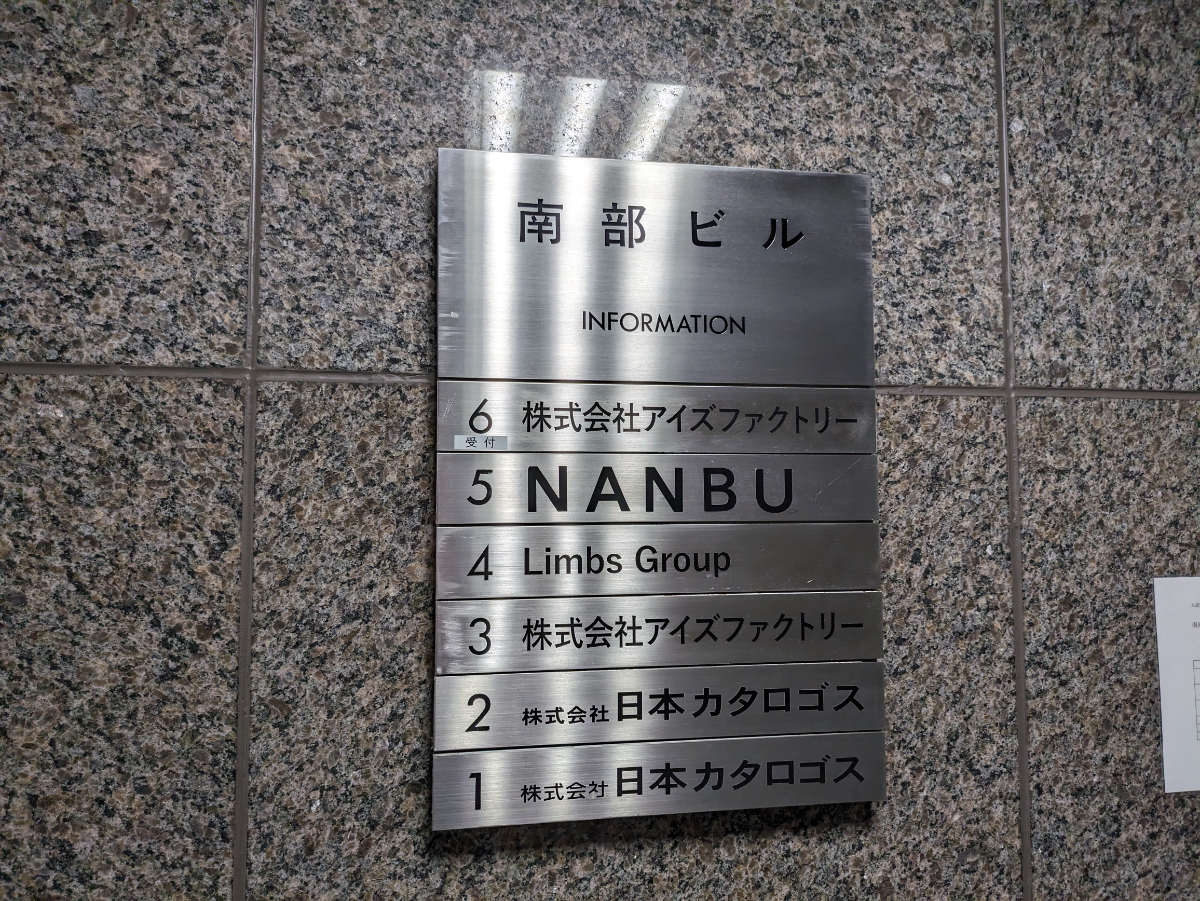 南部ビル
INFORMATION
6 株式会社アイズファクトリー
受付
5 NANBU
4 Limbs Group
3 株式会社アイズファクトリー
2 株式会社日本カタロゴス
1 株式会社日本カタロゴス